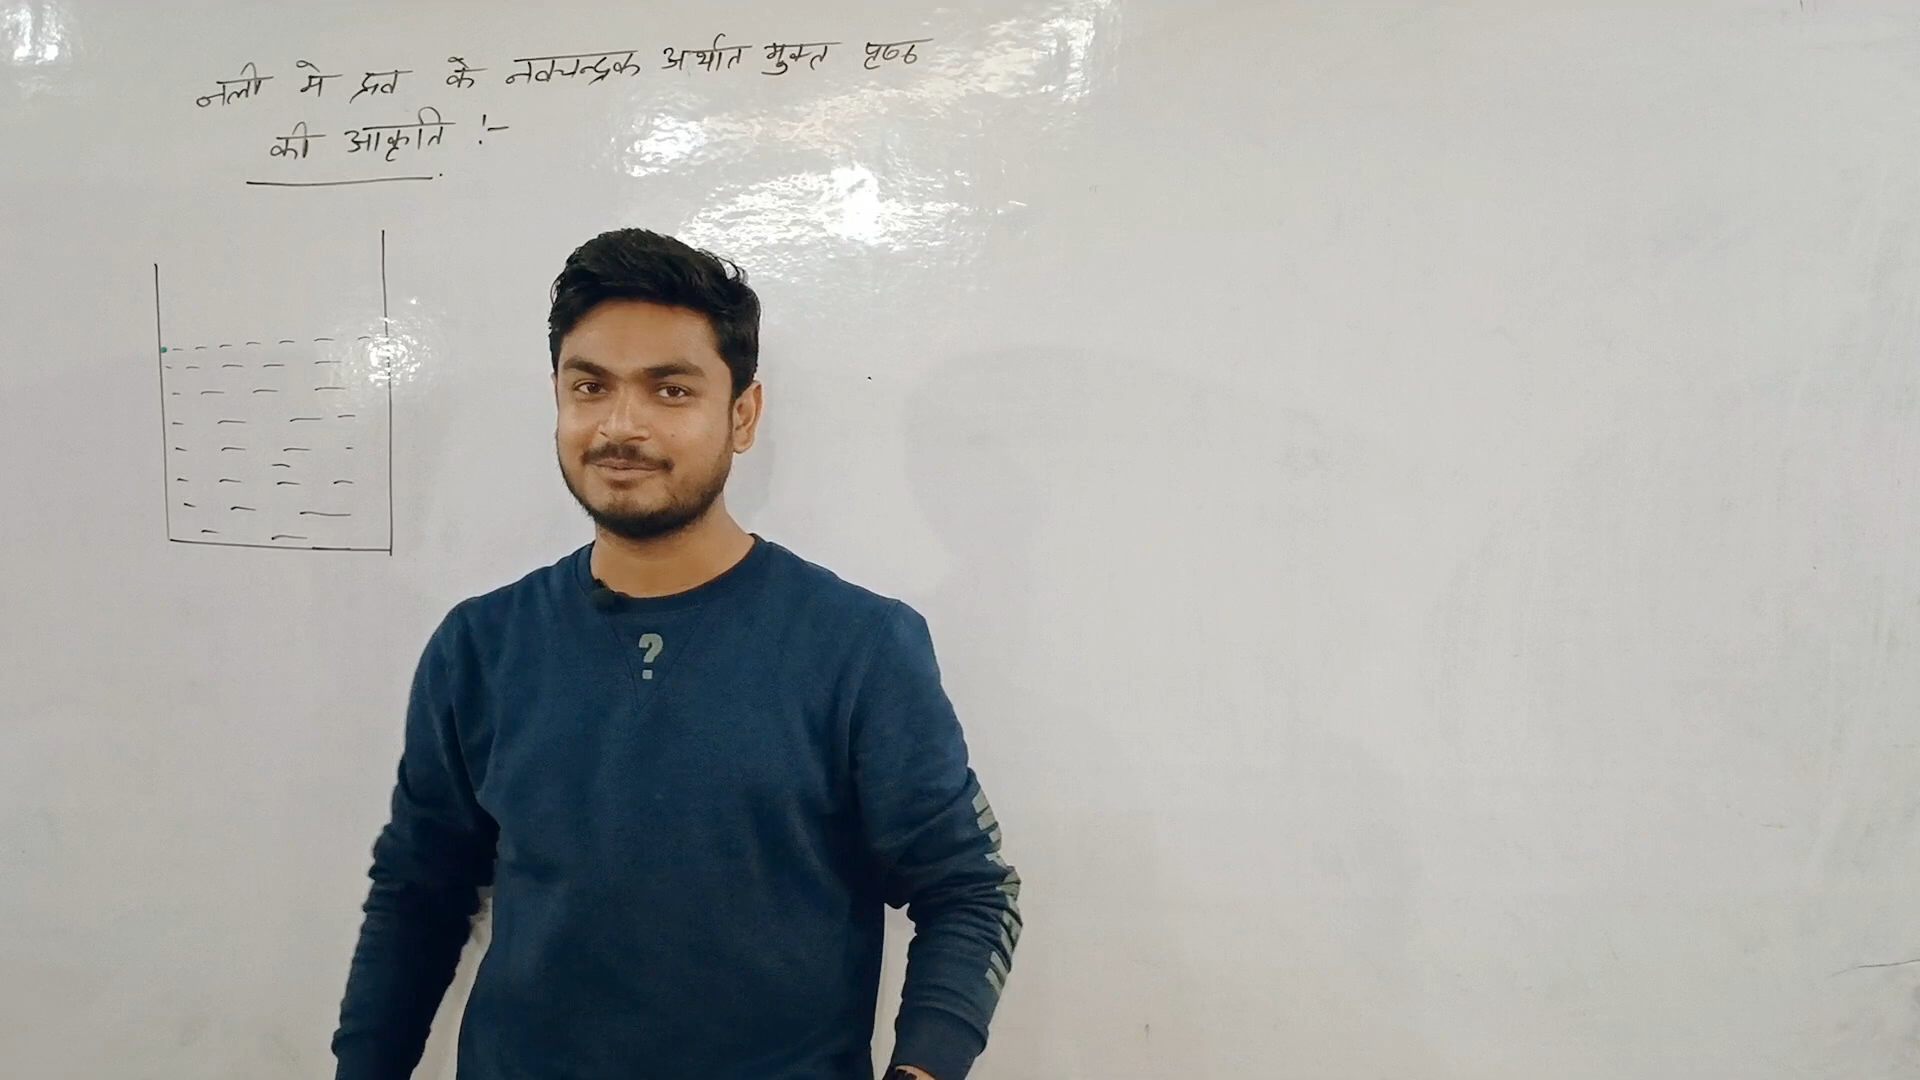 नली मे द्रव के नवचन्द्रक अर्थात मुक्त पृष्ठ
की आकृति :-
?